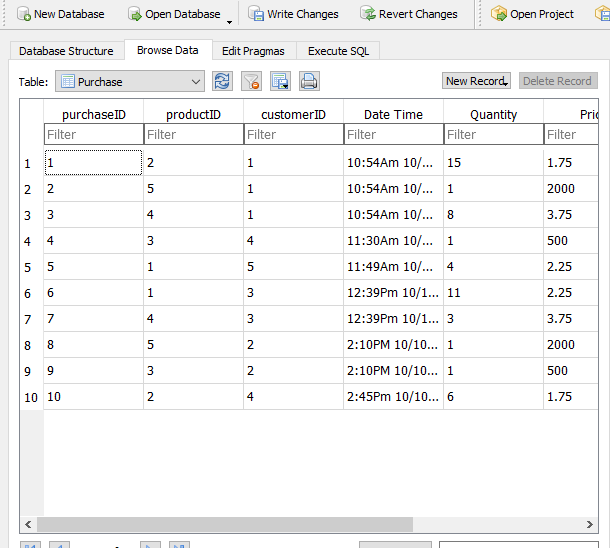 New Database Open Database Write Changes Revert Changes Open Project
Database Structure Browse Data Edit Pragmas Execute SQL
Table: Purchase New Record Delete Record
purchaseID productID customerID Date Time Quantity
Filter Filter Filter Filter Filter Filter
1 1 2 1 10:54Am 10/... 15 1.75
2 2 5 1 10:54Am 10/... 1 2000
3 3 4 1 10:54Am 10/... 8 3.75
4 4 3 4 11:30Am 10/... 1 500
5 5 1 5 11:49Am 10/... 4 2.25
6 6 1 3 12:39Pm 10/1... 11 2.25
7 7 4 3 12:39Pm 10/1... 3 3.75
8 8 5 2 2:10PM 10/10... 1 2000
9 9 3 2 2:10PM 10/10... 1 500
10 10 2 4 2:45Pm 10/10... 6 1.75